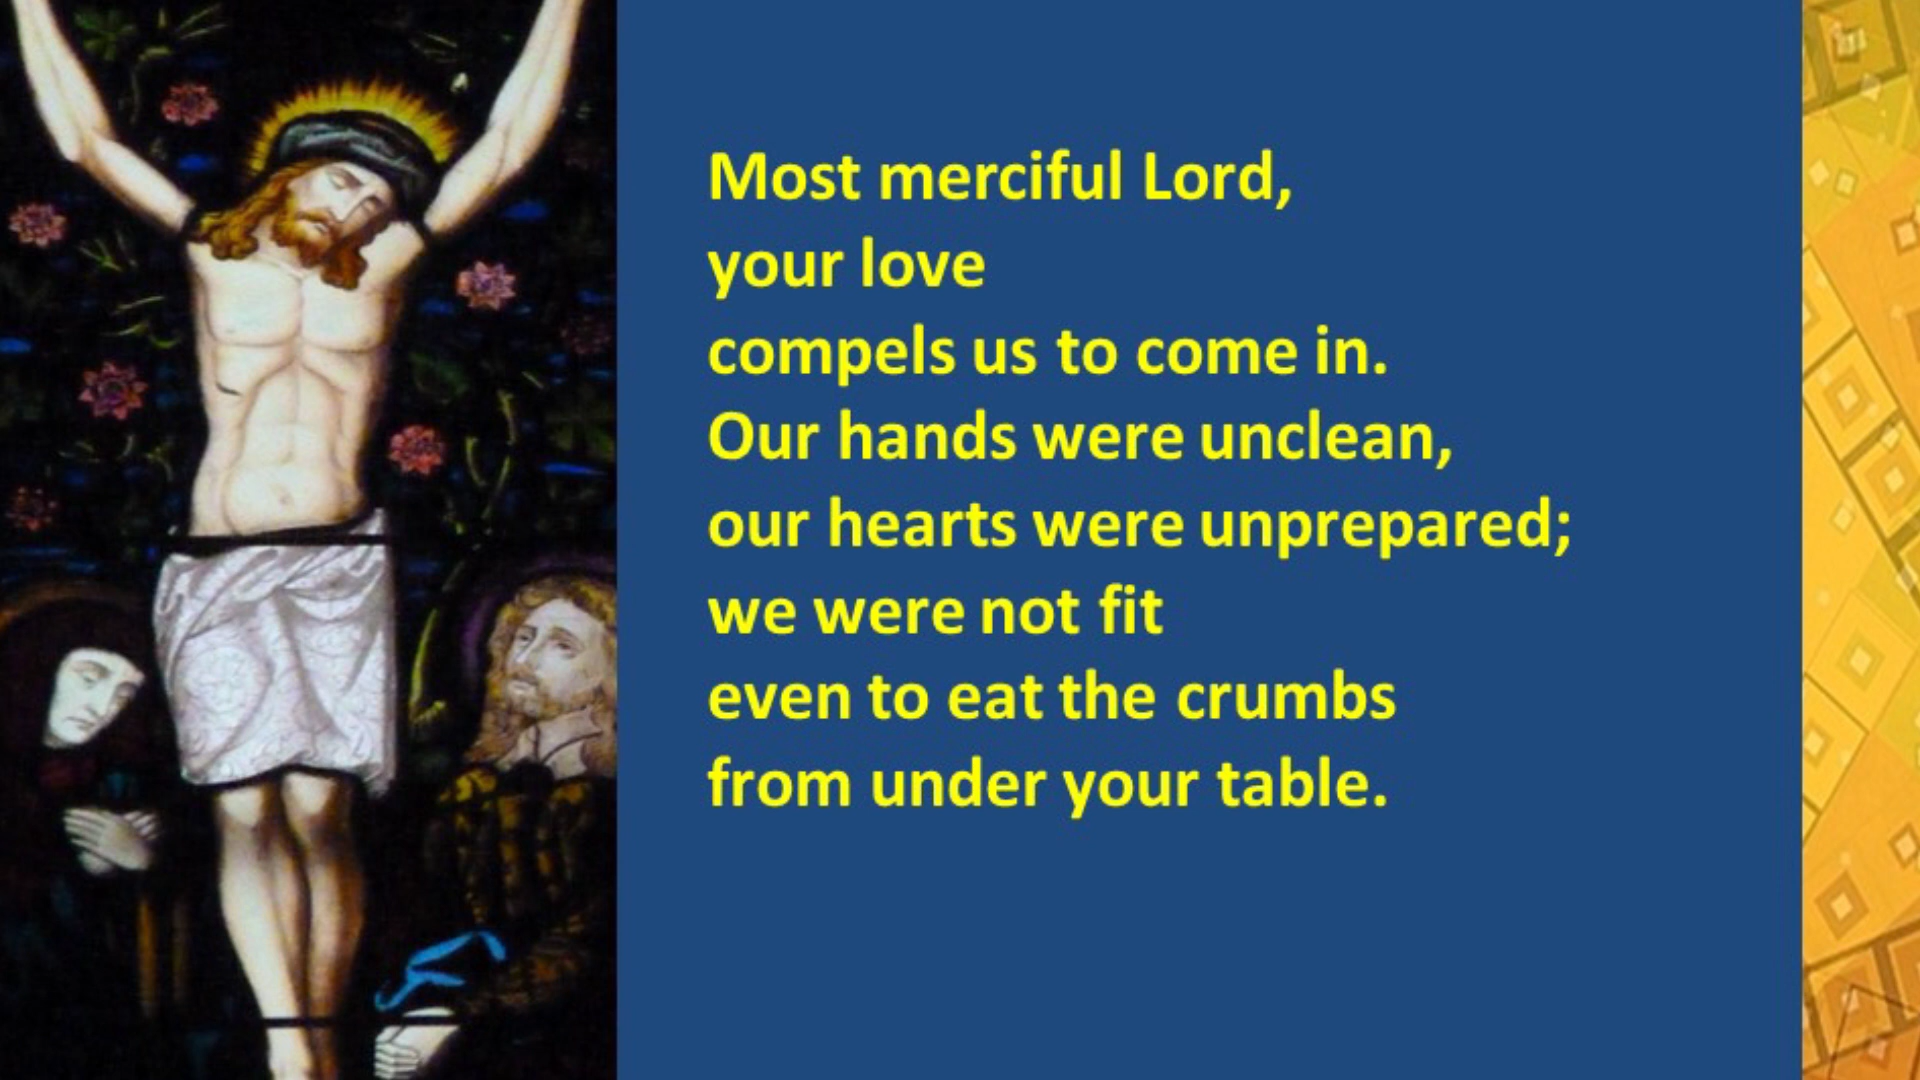 Most merciful Lord,
your love
compels us to come in.
Our hands were unclean,
our hearts were unprepared;
we were not fit
even to eat the crumbs
from under your table.